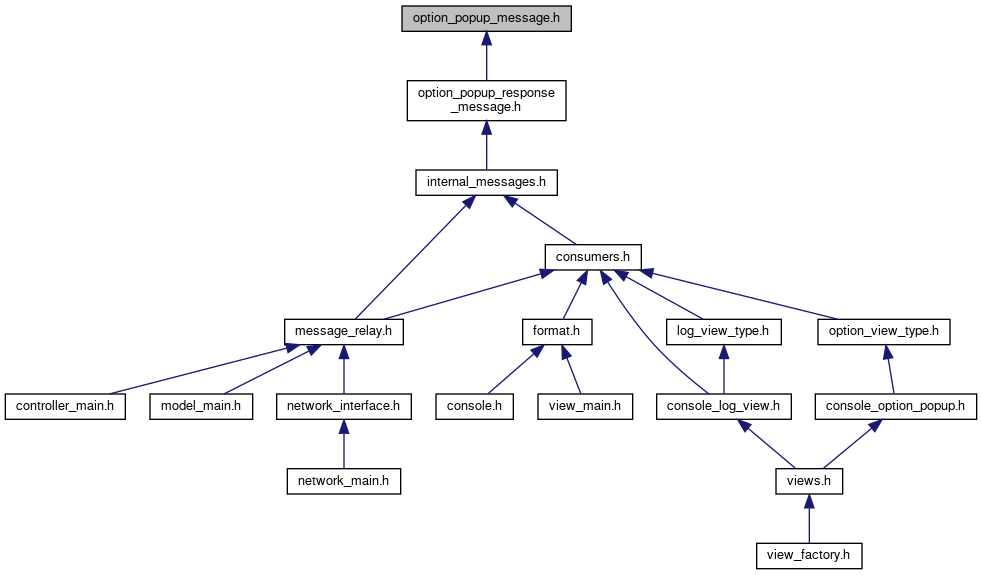 option_popup_message.h
option_popup_response
_message.h
internal_messages.h
consumers.h
message_relay.h
format.h
log_view_type.h
option_view_type.h
controller_main.h
model_main.h
network_interface.h
console.h
view_main.h
console_log_view.h
console_option_popup.h
network_main.h
views.h
view_factory.h